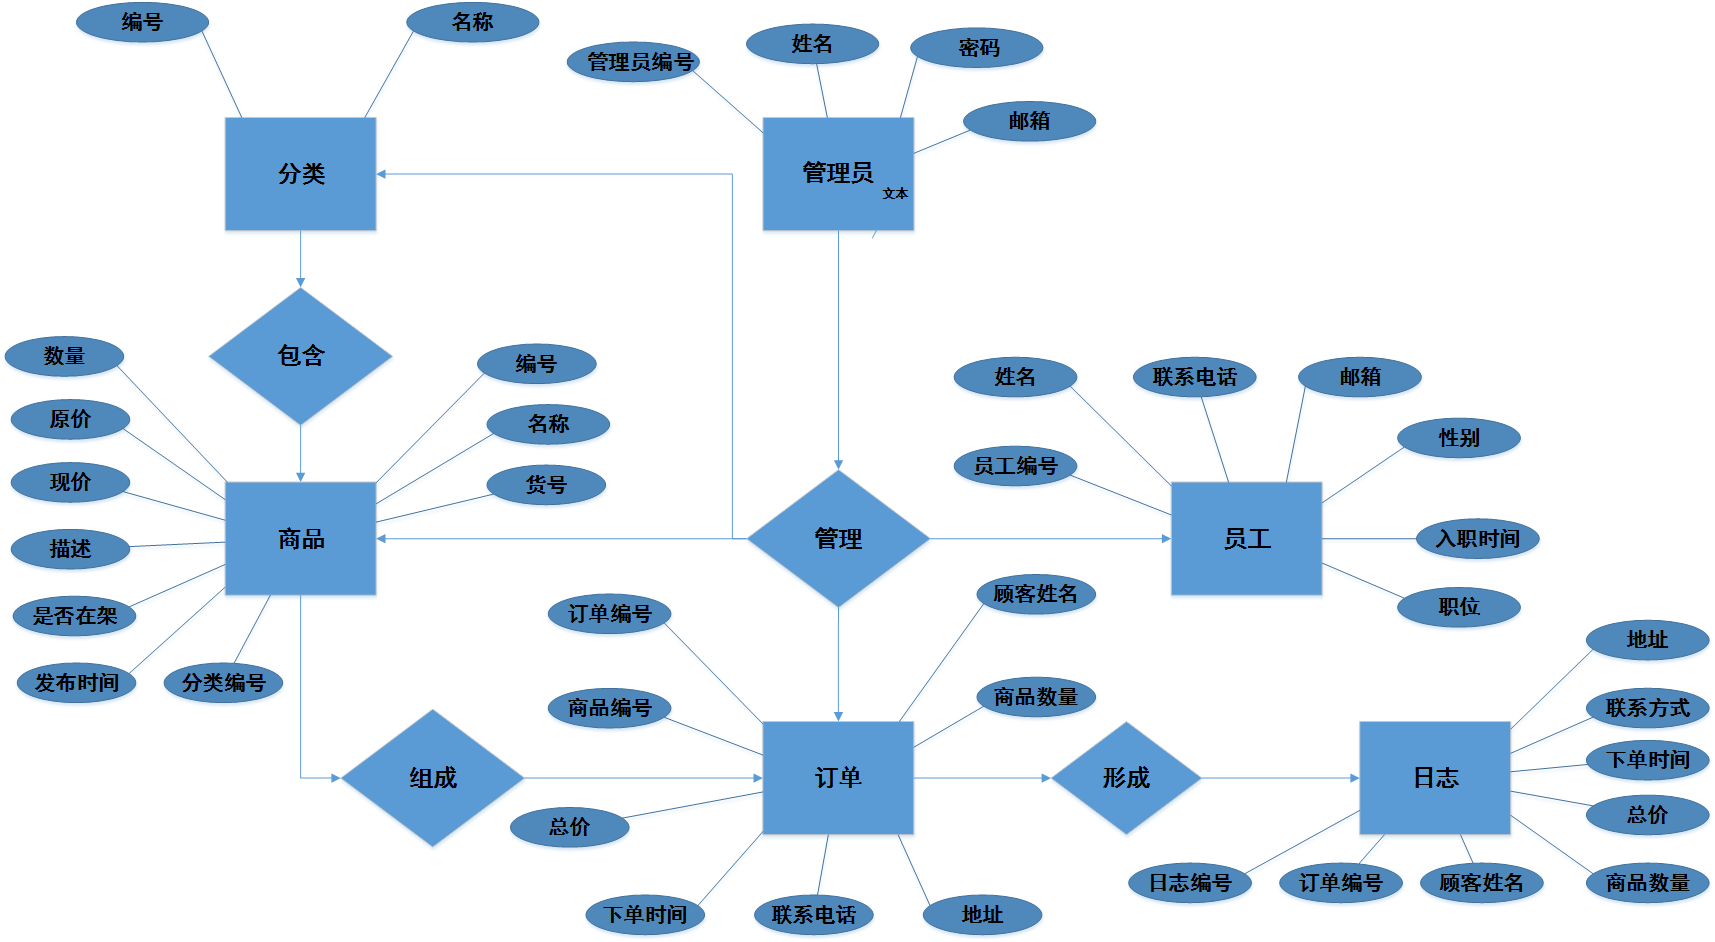 编号
名称
管理员编号
姓名
密码
邮箱
分类
管理员
文本
包含
数量
原价
现价
描述
是否在架
发布时间
分类编号
编号
名称
货号
商品
管理
姓名
联系电话
邮箱
性别
员工编号
员工
入职时间
职位
订单编号
顾客姓名
商品编号
商品数量
组成
订单
形成
日志
总价
下单时间
联系电话
地址
地址
联系方式
下单时间
总价
日志编号
订单编号
顾客姓名
商品数量